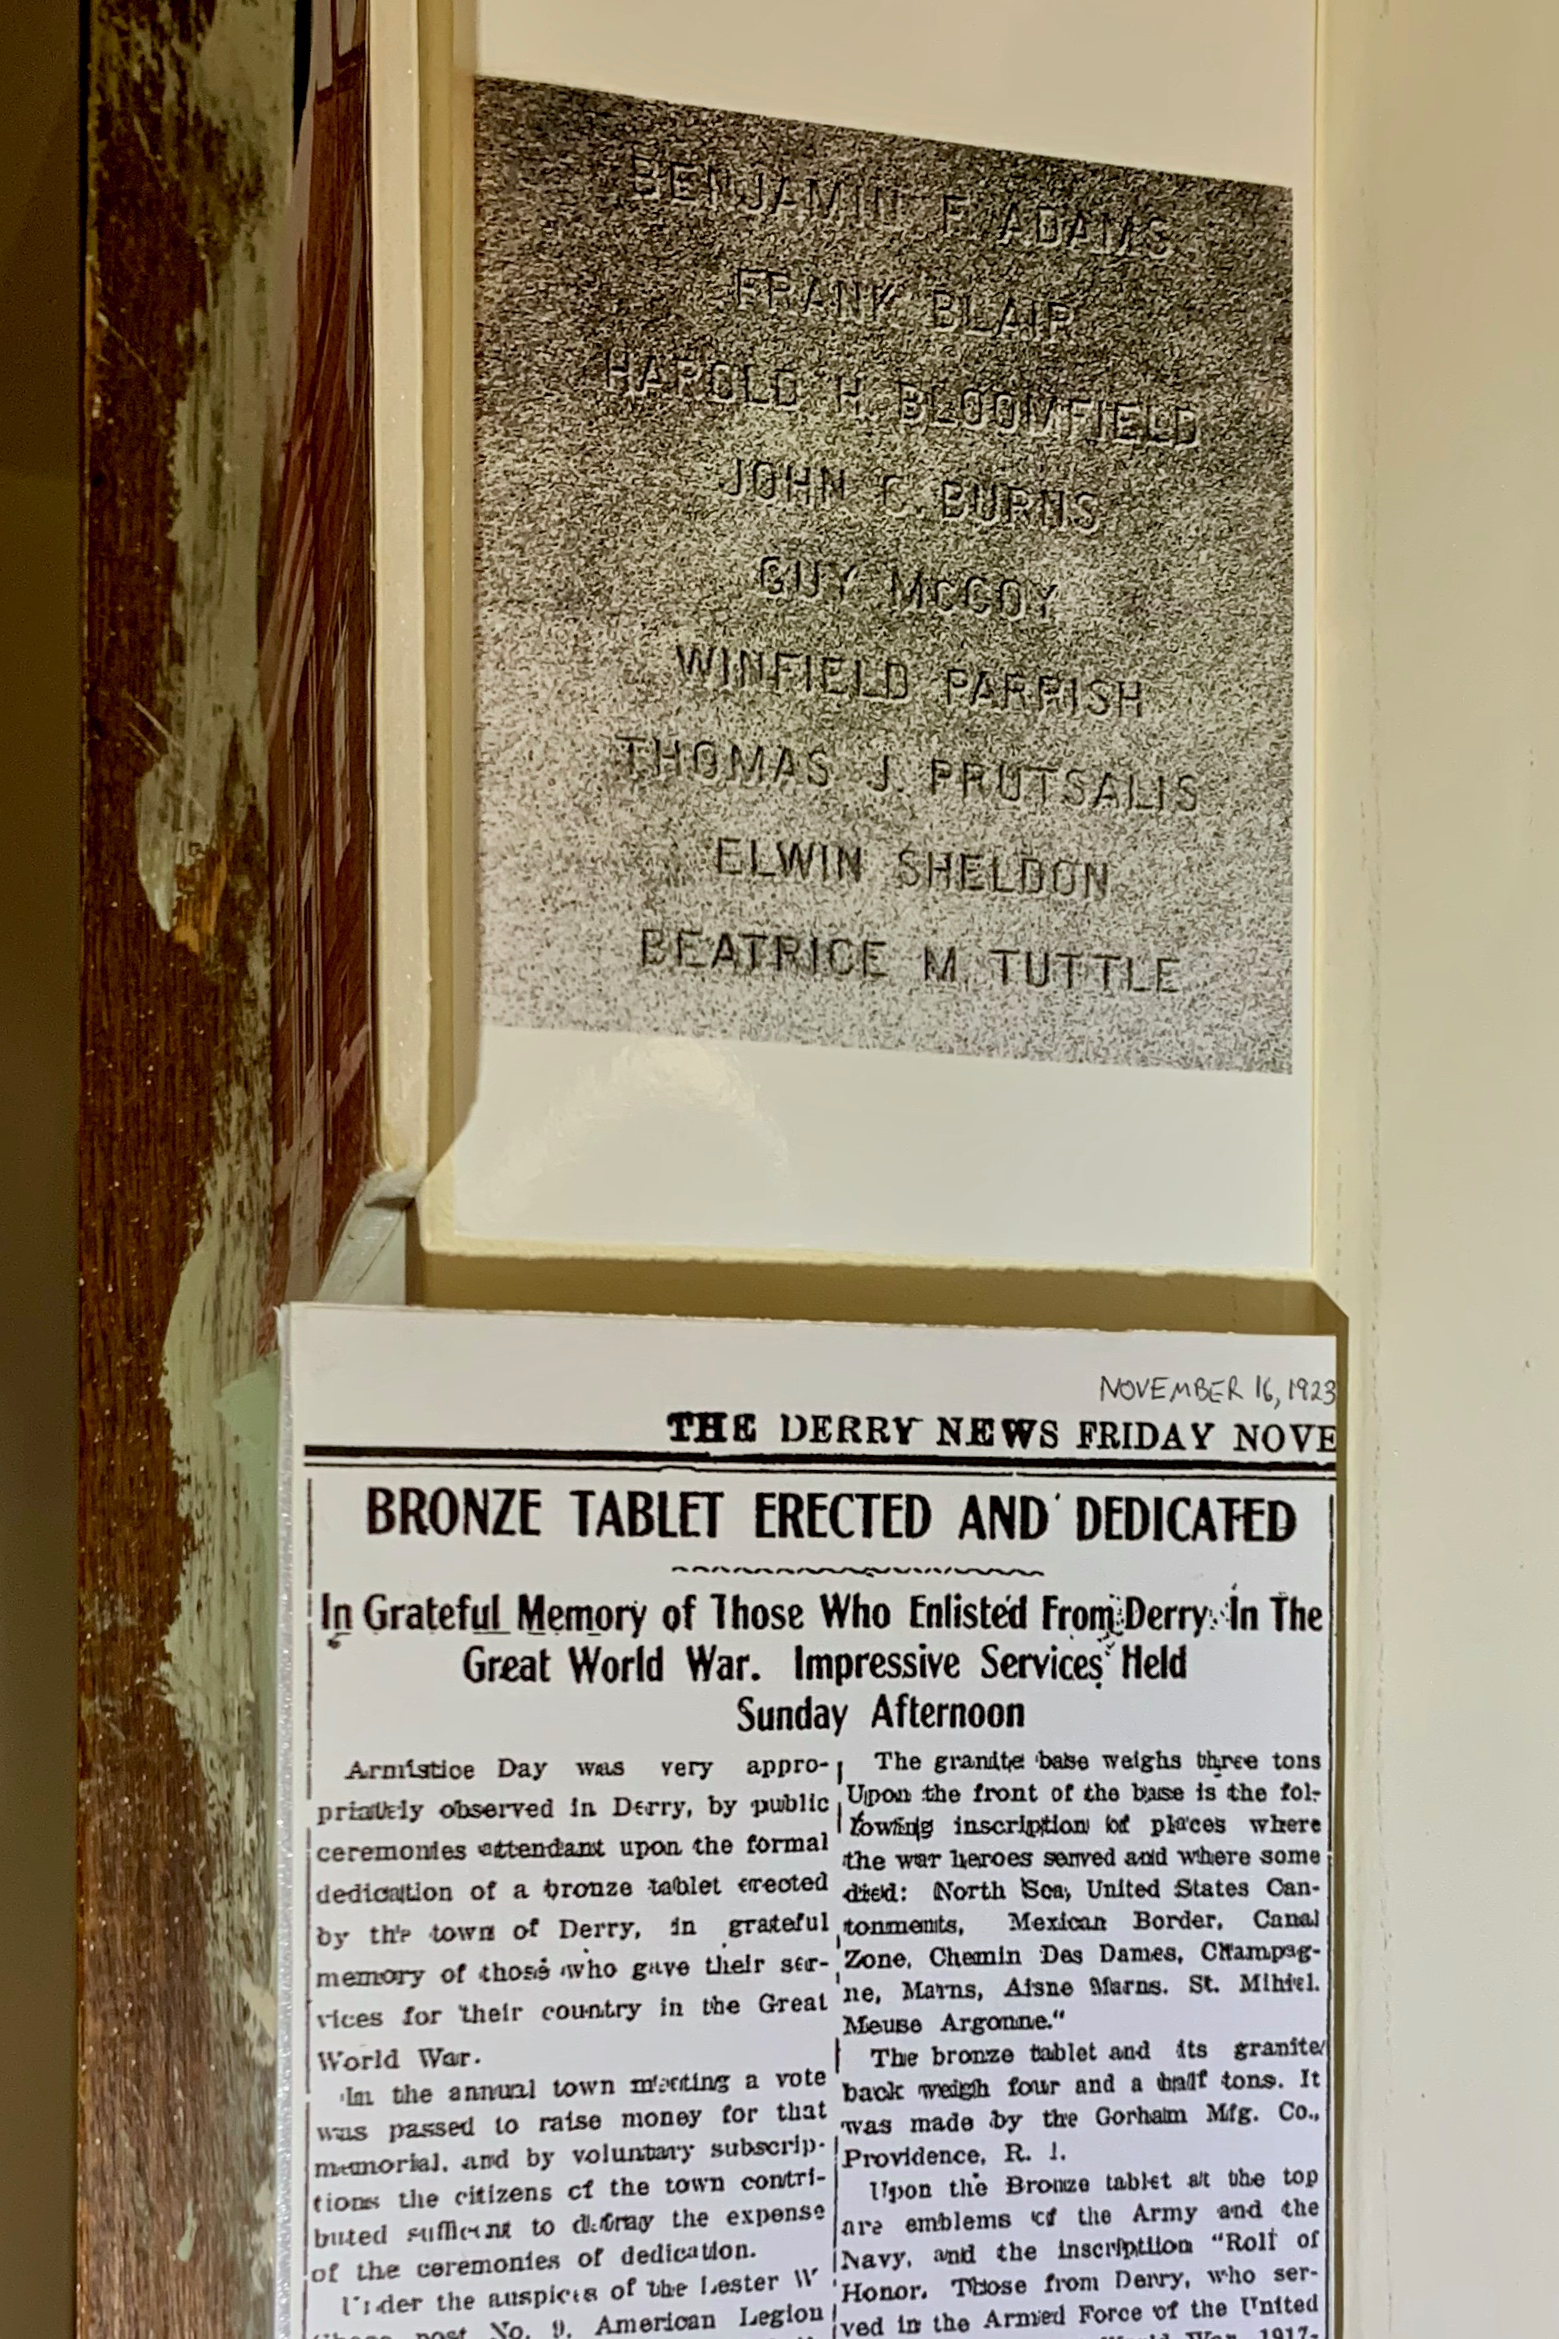 BENJAMIN F. ADAMS
FRANK BLAIR
HAROLD H. BLOOMFIELD
JOHN C. BURNS
GUY McCOY
WINFIELD PARRISH
THOMAS J. PRUTSALIS
ELWIN SHELDON
BEATRICE M. TUTTLE
NOVEMBER 16, 1923
THE DERRY NEWS FRIDAY NOVE
BRONZE TABLET ERECTED AND DEDICATED
In Grateful Memory of Those Who Enlisted From Derry In The
Great World War. Impressive Services Held
Sunday Afternoon
Armistice Day was very appro-
priately observed in Derry, by public
ceremonies attendant upon the formal
dedication of a bronze tablet erected
by the town of Derry, in grateful
memory of those who gave their ser-
vices for their country in the Great
World War.
In the annual town meeting a vote
was passed to raise money for that
memorial, and by voluntary subscrip-
tions the citizens of the town contri-
buted sufficient to defray the expense
of the ceremonies of dedication.
Under the auspices of the Lester W
post No. 9, American Legion
The granite base weighs three tons
Upon the front of the base is the fol-
lowing inscription of places where
the war heroes served and where some
died: North Sea, United States Can-
tonments, Mexican Border, Canal
Zone, Chemin Des Dames, Champag-
ne, Marns, Aisne Marns. St. Mihiel.
Meuse Argonne."
The bronze tablet and its granite
back weigh four and a half tons. It
was made by the Gorham Mfg. Co.,
Providence, R. I.
Upon the Bronze tablet at the top
are emblems of the Army and the
Navy, and the inscription "Roll of
Honor. Those from Derry, who ser-
ved in the Armed Force of the United
War 1917-